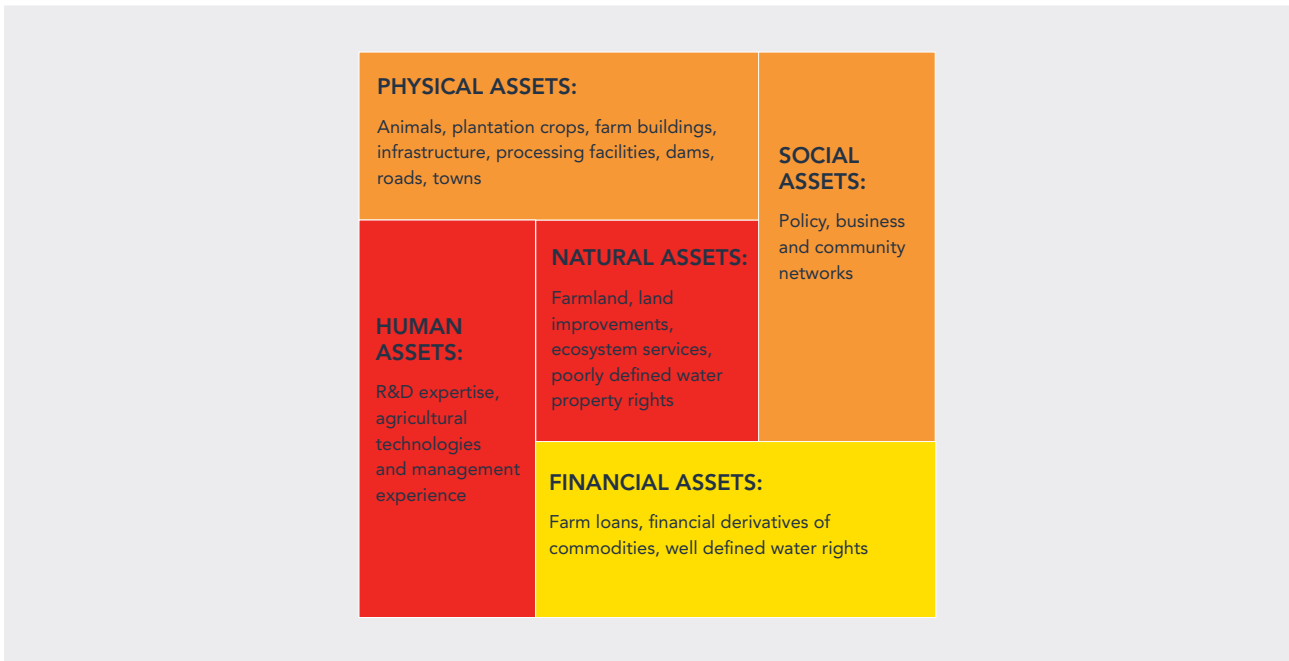 PHYSICAL ASSETS:
Animals, plantation crops, farm buildings,
infrastructure, processing facilities, dams,
roads, towns
SOCIAL
ASSETS:
Policy, business
and community
networks
HUMAN
ASSETS:
R&D expertise,
agricultural
technologies
and management
experience
NATURAL ASSETS:
Farmland, land
improvements,
ecosystem services,
poorly defined water
property rights
FINANCIAL ASSETS:
Farm loans, financial derivatives of
commodities, well defined water rights